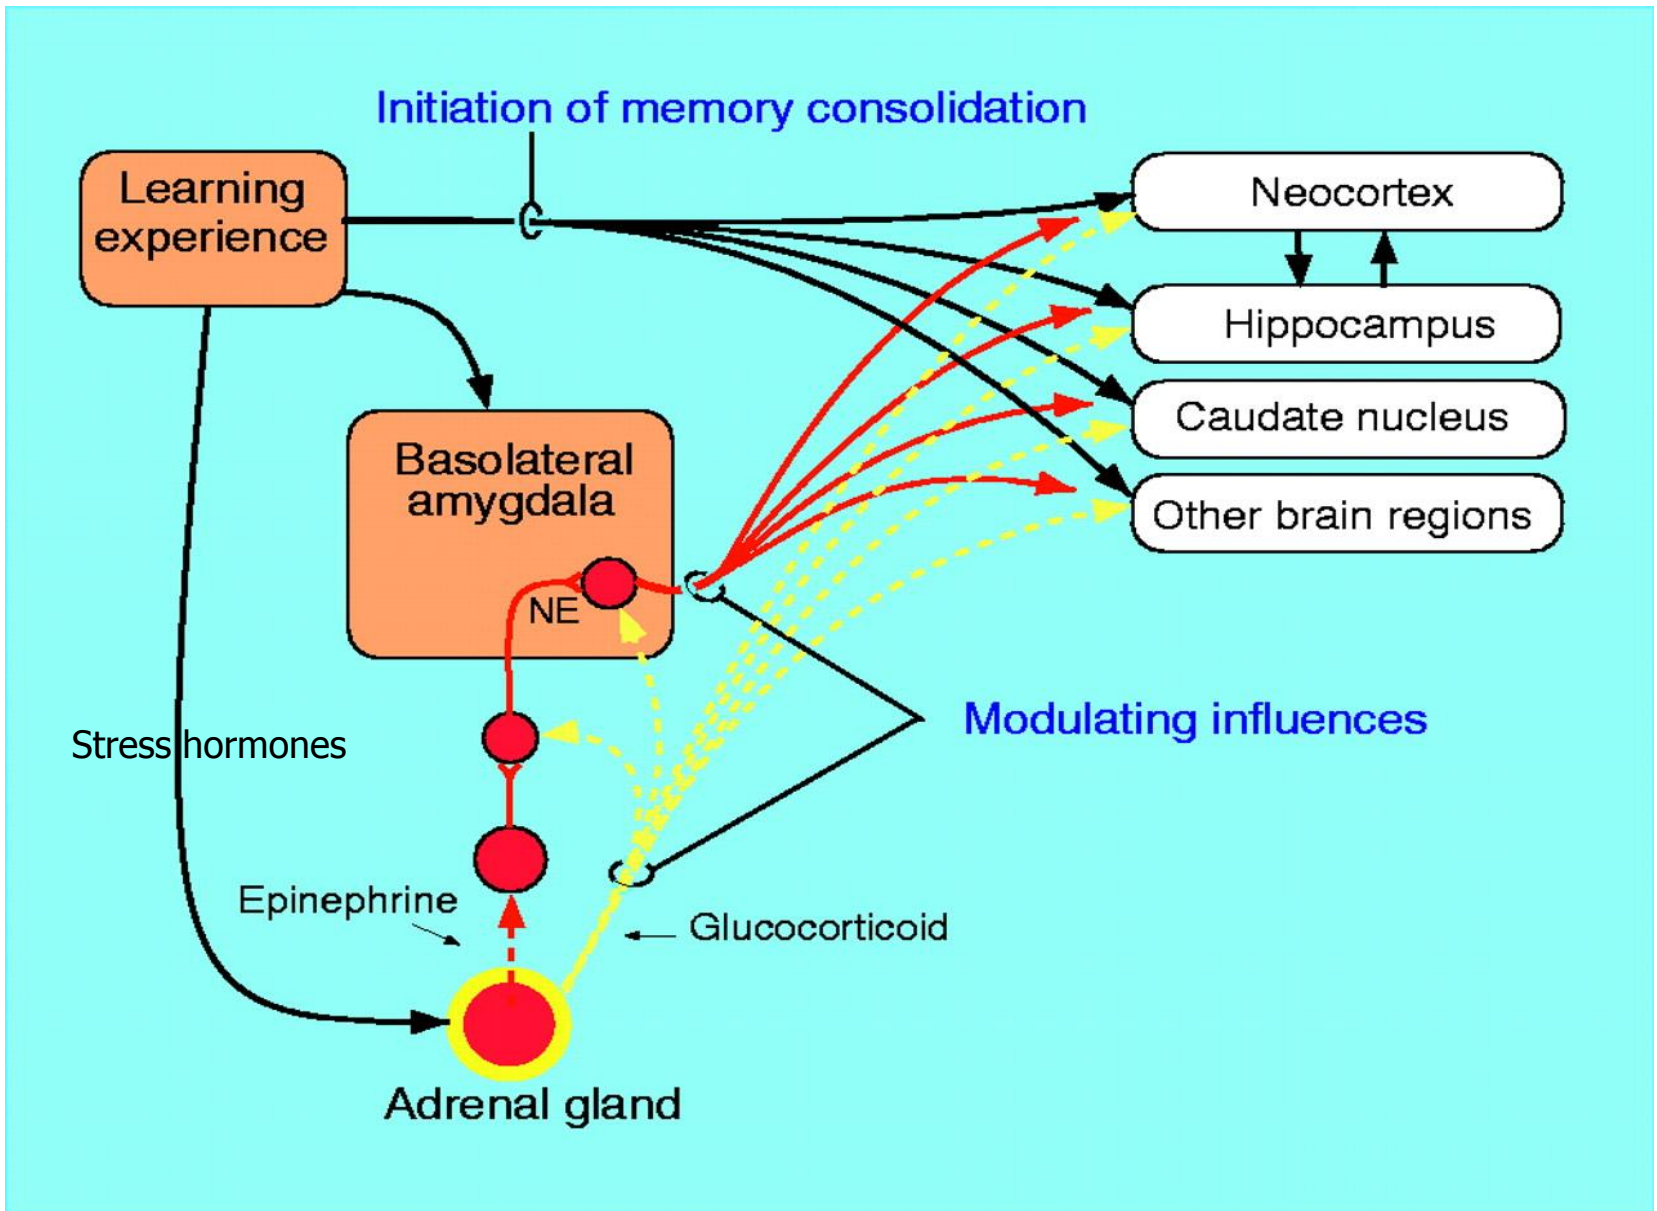 Initiation of memory consolidation
Learning
experience
Neocortex
Hippocampus
Caudate nucleus
Other brain regions
Basolateral
amygdala
NE
Modulating influences
Stress hormones
Epinephrine
Glucocorticoid
Adrenal gland